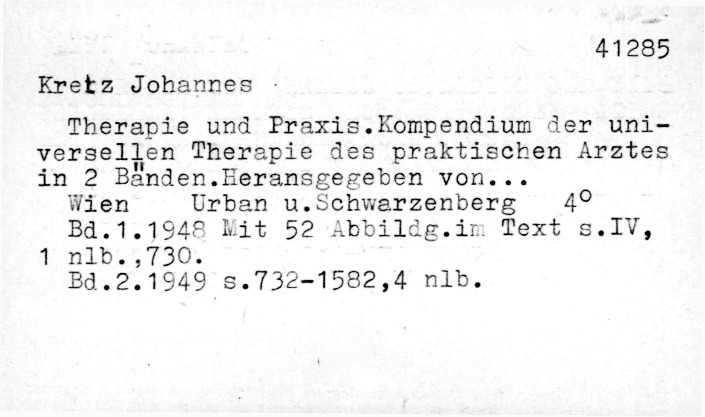 41285
Kretz Johannes
Therapie und Praxis.Kompendium der uni-
versellen Therapie des praktischen Arztes
in 2 Bänden.Heransgegeben von...
Wien Urban u.Schwarzenberg 4°
Bd.1.1948 Mit 52 Abbildg.im Text s.IV,
1 nlb.,730.
Bd.2.1949 s.732-1582,4 nlb.